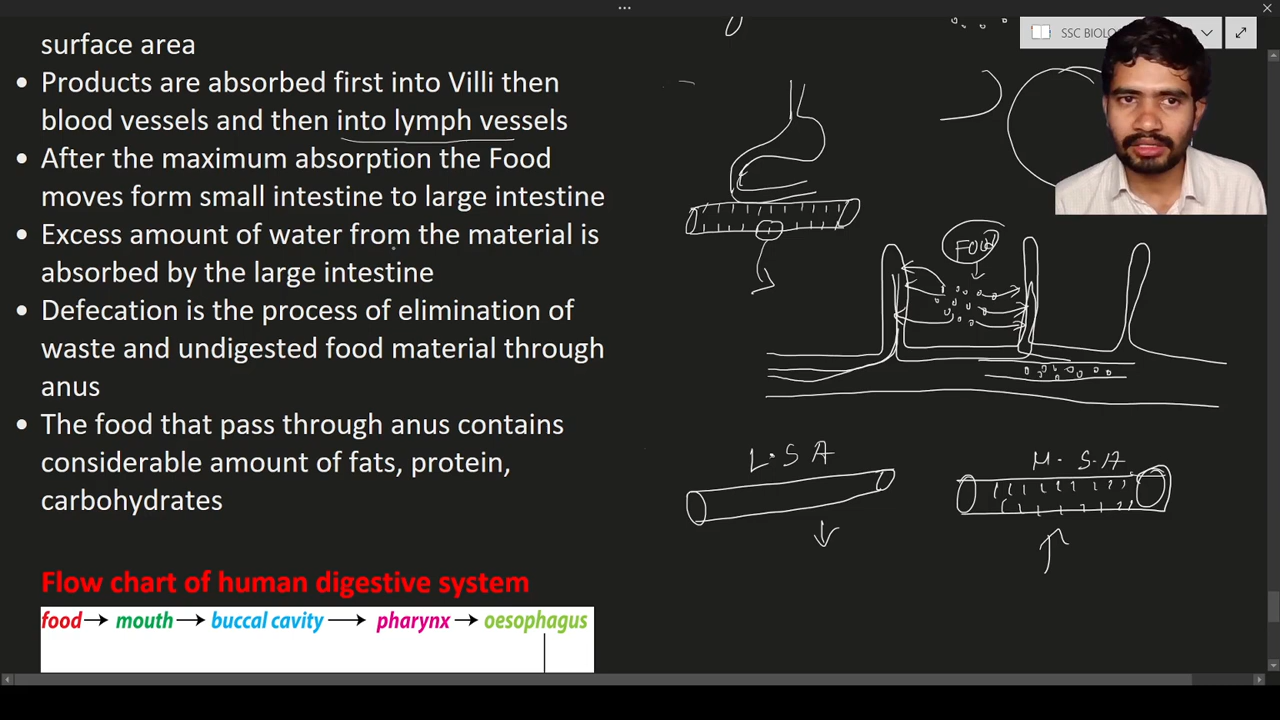 surface area
• Products are absorbed first into Villi then
blood vessels and then into lymph vessels
• After the maximum absorption the Food
moves form small intestine to large intestine
• Excess amount of water from the material is
absorbed by the large intestine
• Defecation is the process of elimination of
waste and undigested food material through
anus
• The food that pass through anus contains
considerable amount of fats, protein,
carbohydrates
Flow chart of human digestive system
food → mouth → buccal cavity → pharynx → oesophagus
SSC BIOLO
FOOD
L.S A
M.S.A